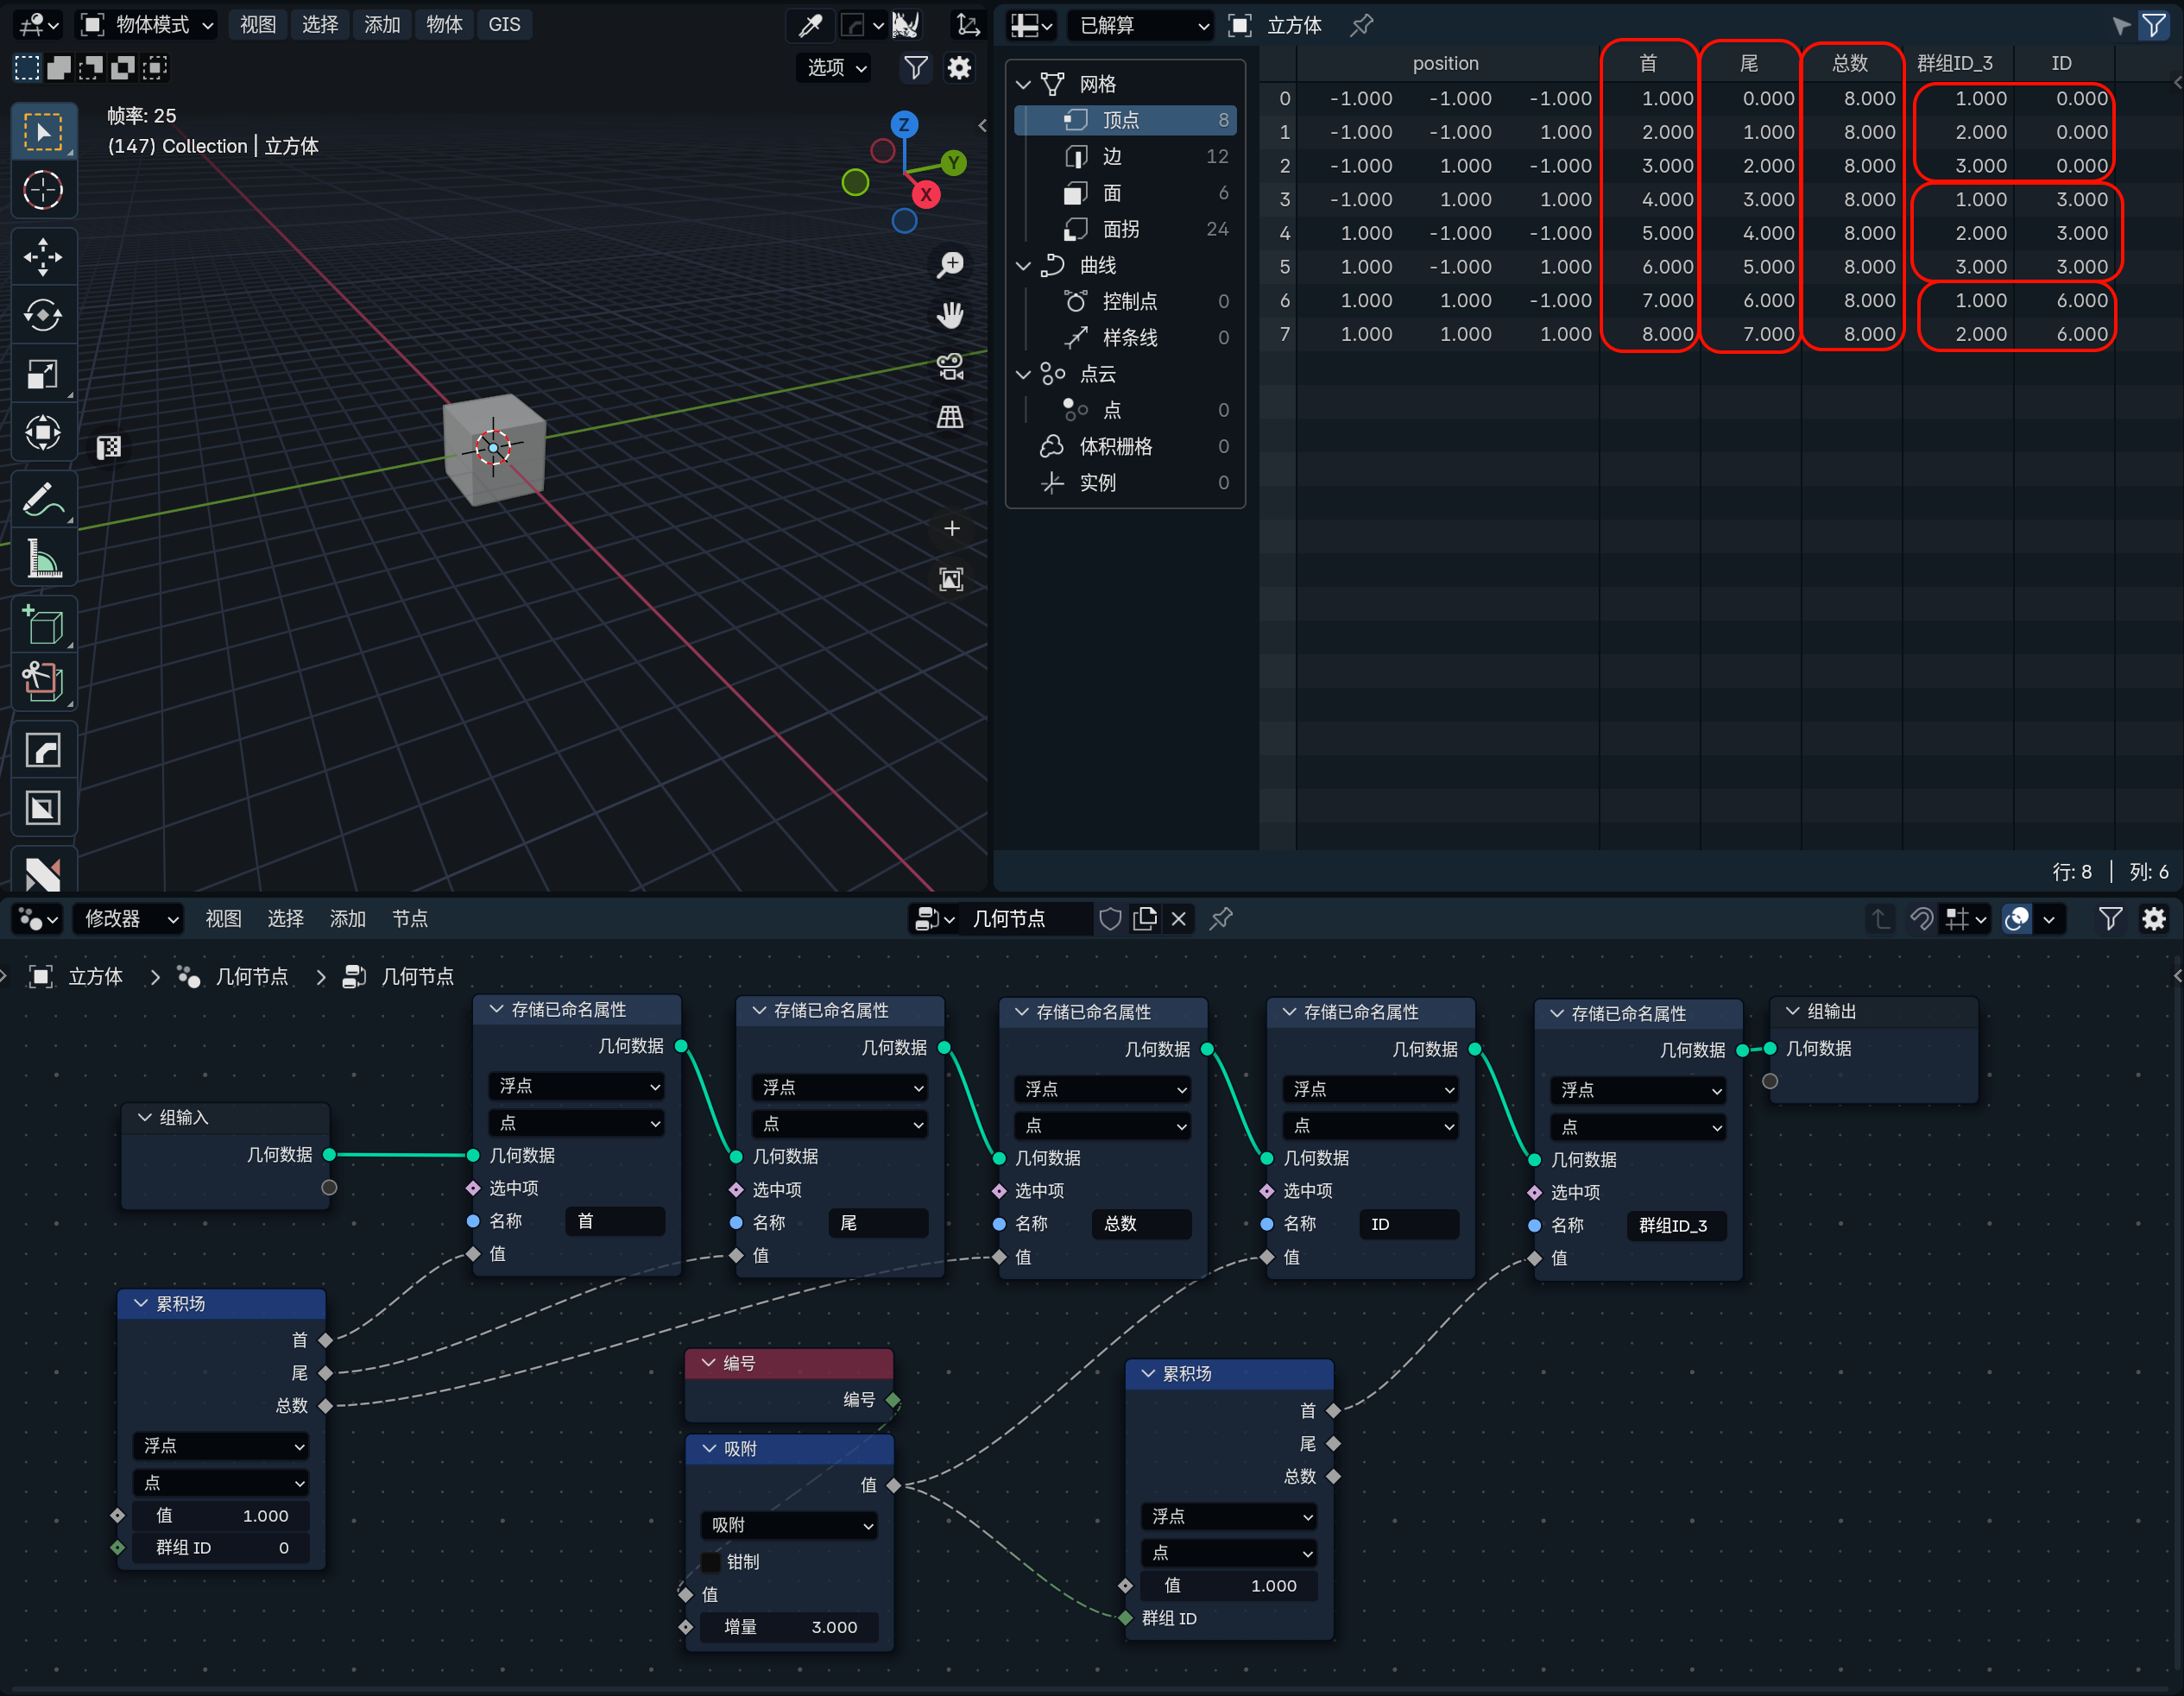 物体模式 视图 选择 添加 物体 GIS
选项
帧率: 25
(147) Collection | 立方体
Z
Y
X
已解算 立方体
网格
顶点 8
边 12
面 6
面拐 24
曲线
控制点 0
样条线 0
点云
点 0
体积栅格 0
实例 0
position 首 尾 总数 群组ID_3 ID
0 -1.000 -1.000 -1.000 1.000 0.000 8.000 1.000 0.000
1 -1.000 -1.000 1.000 2.000 1.000 8.000 2.000 0.000
2 -1.000 1.000 -1.000 3.000 2.000 8.000 3.000 0.000
3 -1.000 1.000 1.000 4.000 3.000 8.000 1.000 3.000
4 1.000 -1.000 -1.000 5.000 4.000 8.000 2.000 3.000
5 1.000 -1.000 1.000 6.000 5.000 8.000 3.000 3.000
6 1.000 1.000 -1.000 7.000 6.000 8.000 1.000 6.000
7 1.000 1.000 1.000 8.000 7.000 8.000 2.000 6.000
行: 8 | 列: 6
修改器 视图 选择 添加 节点 几何节点
立方体 > 几何节点 > 几何节点
组输入
几何数据
存储已命名属性
几何数据
浮点
点
几何数据
选中项
名称 首
值
存储已命名属性
几何数据
浮点
点
几何数据
选中项
名称 尾
值
存储已命名属性
几何数据
浮点
点
几何数据
选中项
名称 总数
值
存储已命名属性
几何数据
浮点
点
几何数据
选中项
名称 ID
值
存储已命名属性
几何数据
浮点
点
几何数据
选中项
名称 群组ID_3
值
组输出
几何数据
累积场
首
尾
总数
浮点
点
值 1.000
群组 ID 0
编号
编号
吸附
值
吸附
钳制
值
增量 3.000
累积场
首
尾
总数
浮点
点
值 1.000
群组 ID